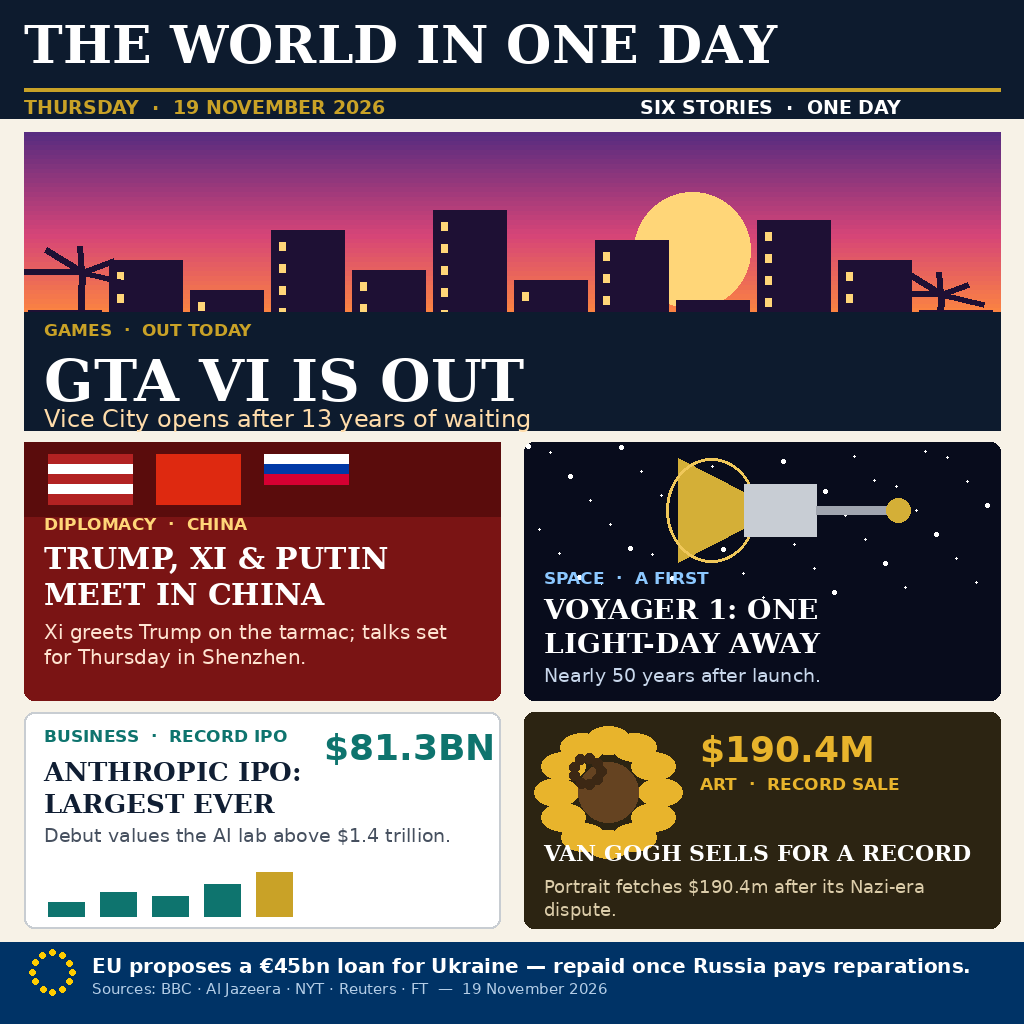 THE WORLD IN ONE DAY
THURSDAY · 19 NOVEMBER 2026
SIX STORIES · ONE DAY
GAMES · OUT TODAY
GTA VI IS OUT
Vice City opens after 13 years of waiting
DIPLOMACY · CHINA
TRUMP, XI & PUTIN
MEET IN CHINA
Xi greets Trump on the tarmac; talks set
for Thursday in Shenzhen.
SPACE · A FIRST
VOYAGER 1: ONE
LIGHT-DAY AWAY
Nearly 50 years after launch.
BUSINESS · RECORD IPO
$81.3BN
ANTHROPIC IPO:
LARGEST EVER
Debut values the AI lab above $1.4 trillion.
$190.4M
ART · RECORD SALE
VAN GOGH SELLS FOR A RECORD
Portrait fetches $190.4m after its Nazi-era
dispute.
EU proposes a €45bn loan for Ukraine — repaid once Russia pays reparations.
Sources: BBC · Al Jazeera · NYT · Reuters · FT — 19 November 2026